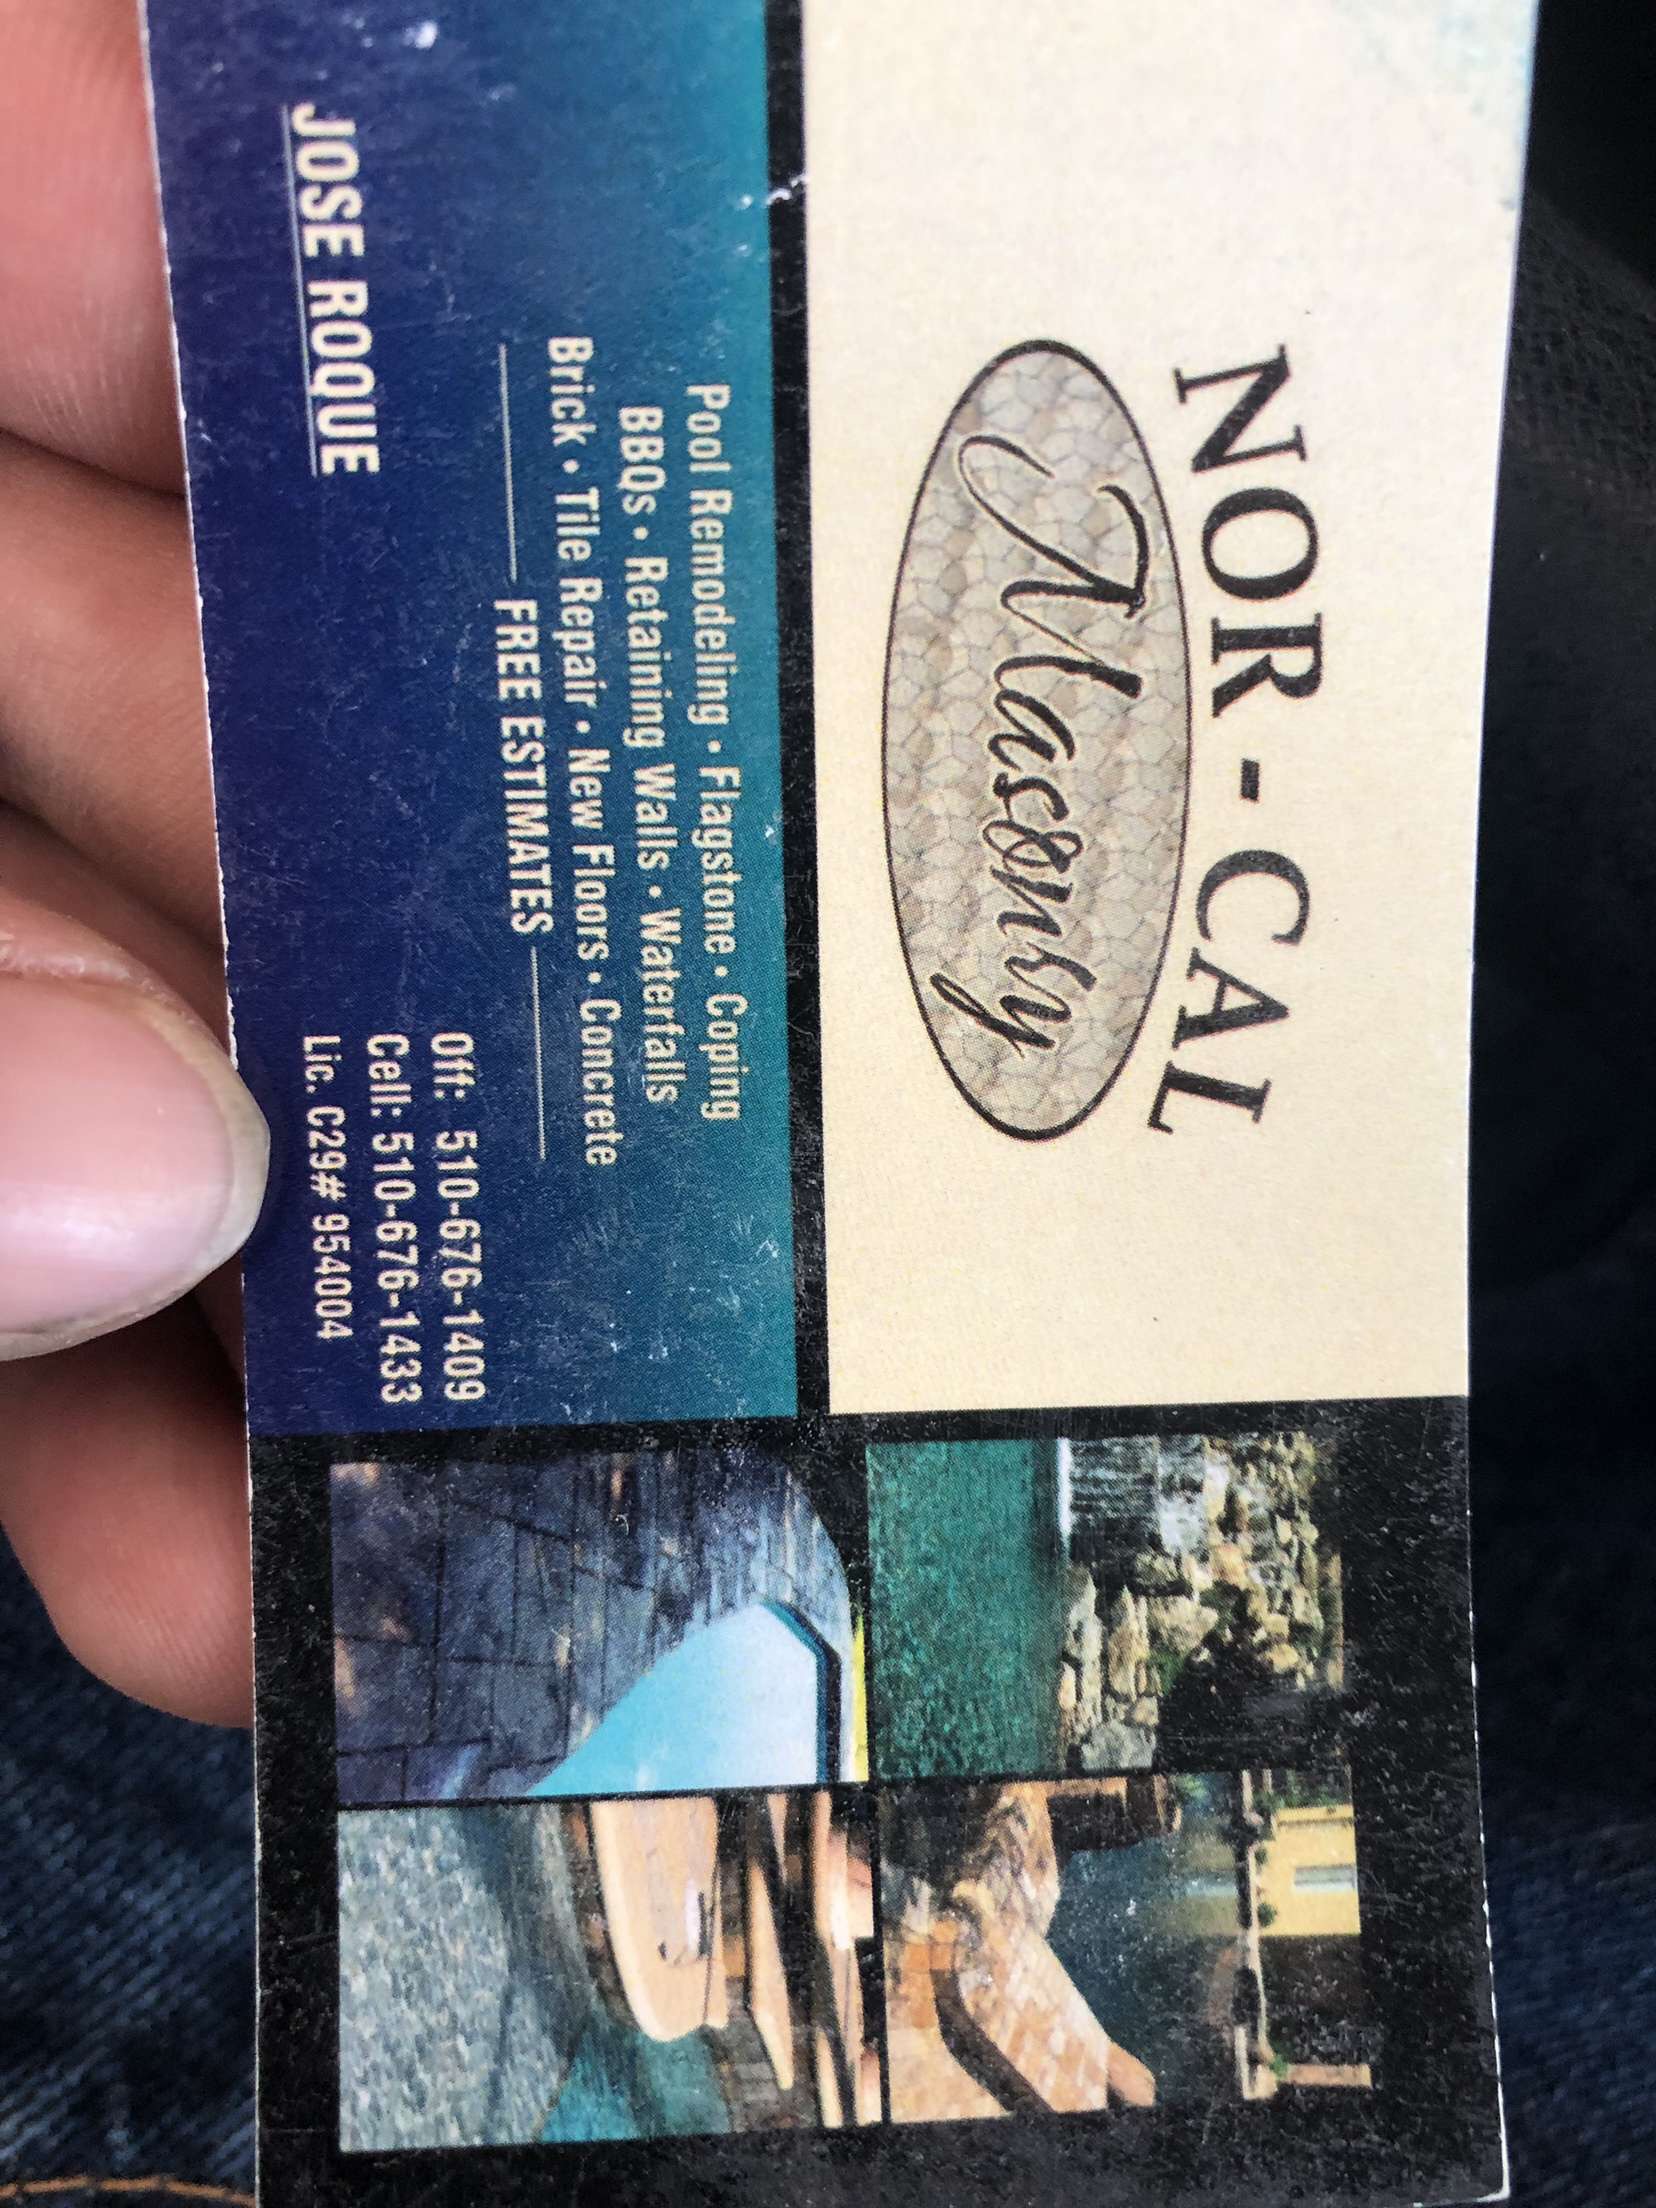 NOR - CAL
Masonry
Pool Remodeling • Flagstone • Coping
BBQs • Retaining Walls • Waterfalls
Brick • Tile Repair • New Floors • Concrete
FREE ESTIMATES
Off: 510-676-1409
Cell: 510-676-1433
JOSE ROQUE
Lic. C29# 954004